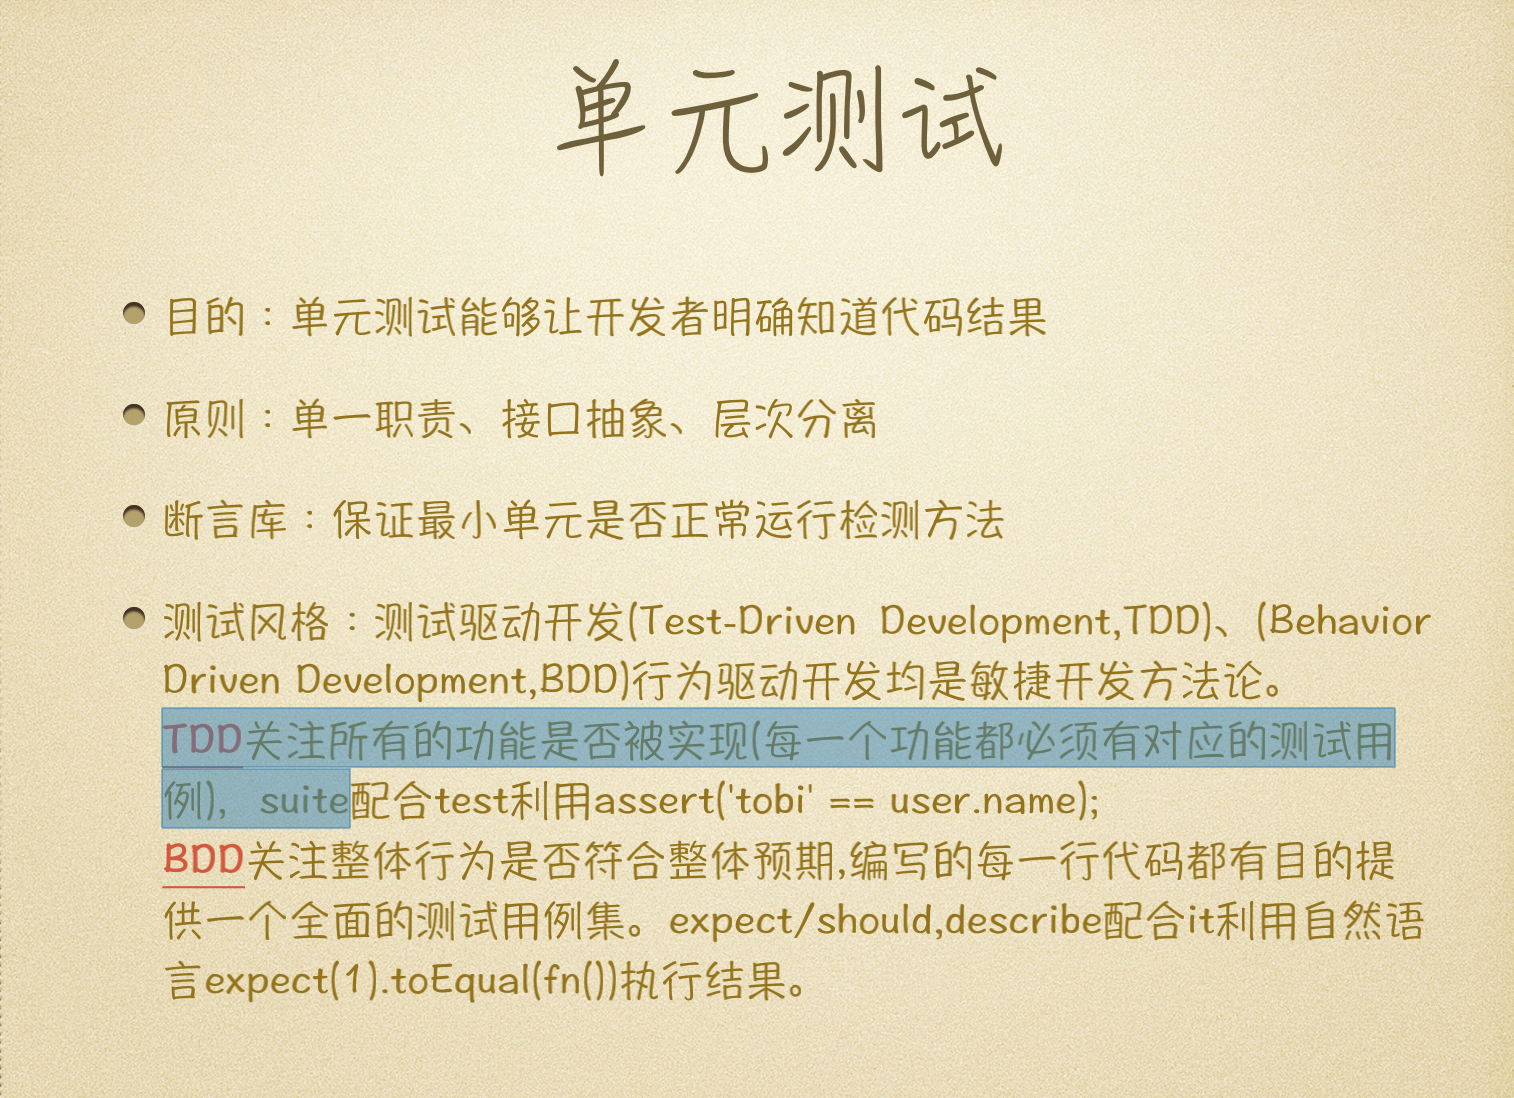 单元测试
目的：单元测试能够让开发者明确知道代码结果
原则：单一职责、接口抽象、层次分离
断言库：保证最小单元是否正常运行检测方法
测试风格：测试驱动开发(Test-Driven Development,TDD)、(Behavior
Driven Development,BDD)行为驱动开发均是敏捷开发方法论。
TDD关注所有的功能是否被实现(每一个功能都必须有对应的测试用
例)，suite配合test利用assert('tobi' == user.name);
BDD关注整体行为是否符合整体预期,编写的每一行代码都有目的提
供一个全面的测试用例集。expect/should,describe配合it利用自然语
言expect(1).toEqual(fn())执行结果。